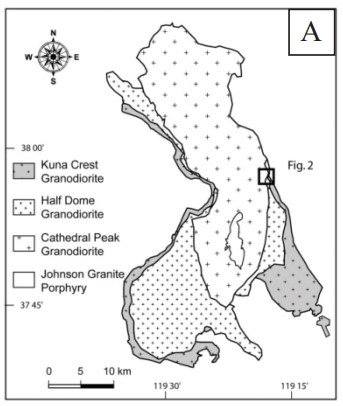 A
N
W E
S
38 00'
Fig. 2
Kuna Crest
Granodiorite
Half Dome
Granodiorite
Cathedral Peak
Granodiorite
Johnson Granite
Porphyry
37 45'
0 5 10 km
119 30' 119 15'